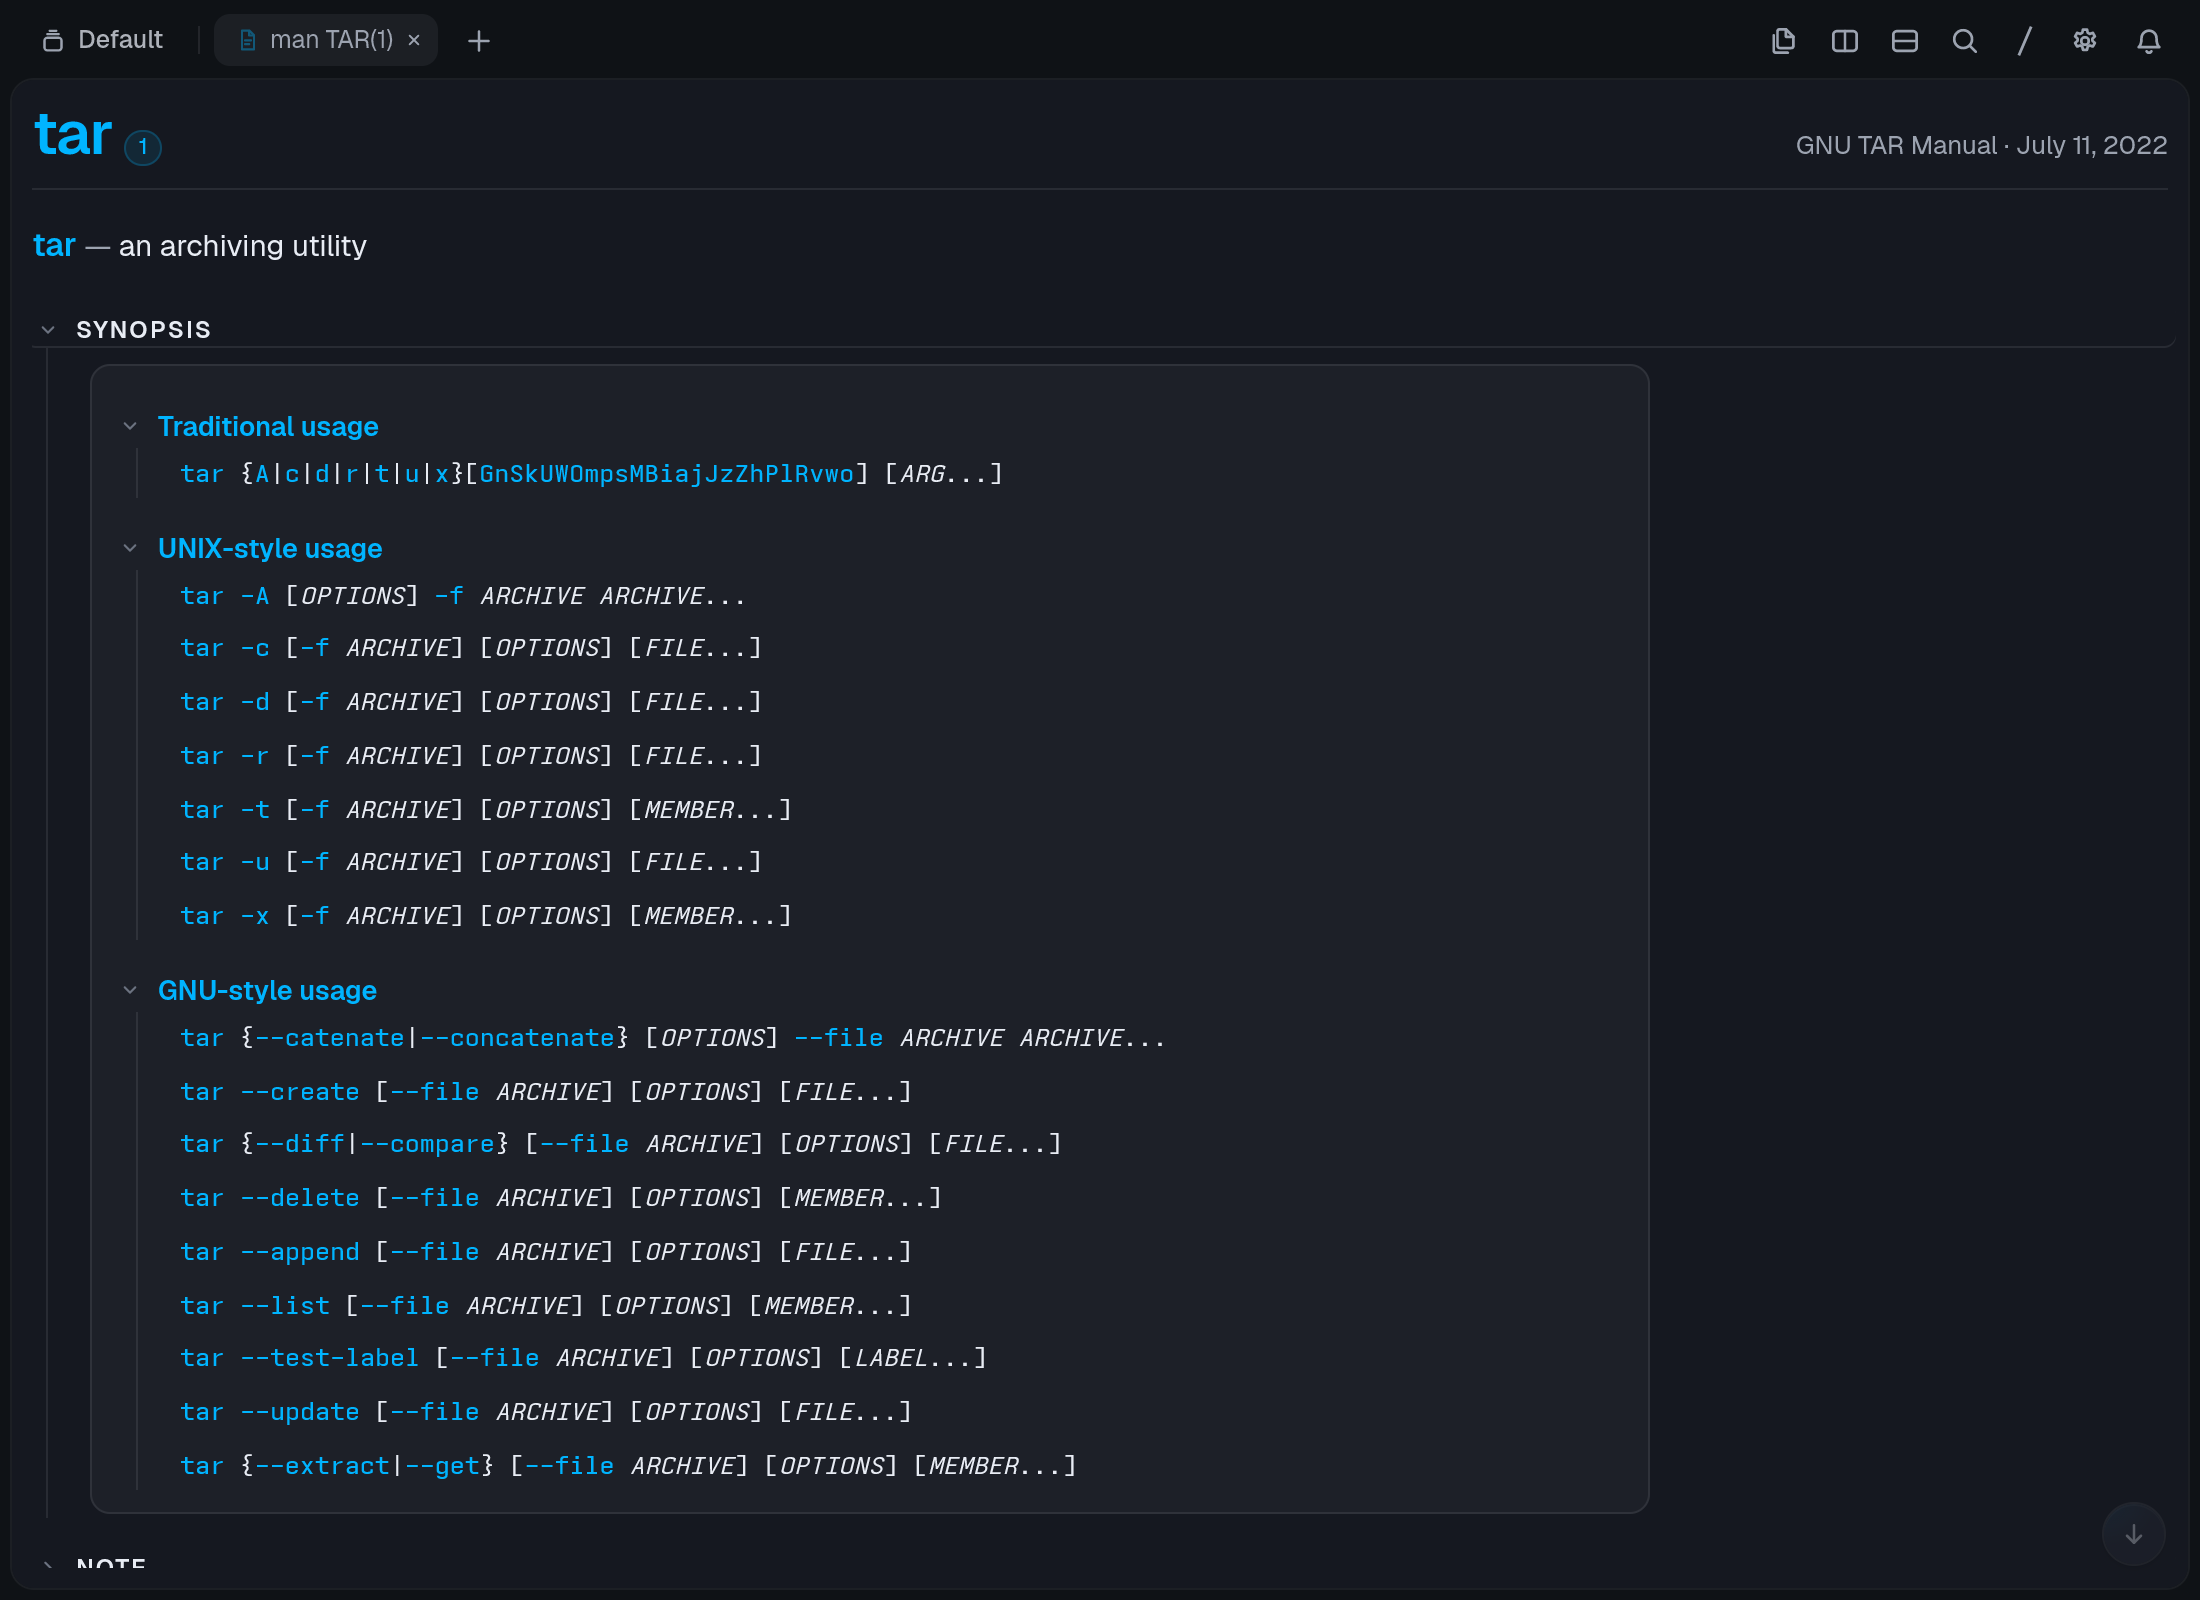 Default
man TAR(1)
tar 1
GNU TAR Manual · July 11, 2022
tar — an archiving utility
SYNOPSIS
Traditional usage
tar {A|c|d|r|t|u|x}[GnSkUWOmpsMBiajJzZhPlRvwo] [ARG...]
UNIX-style usage
tar -A [OPTIONS] -f ARCHIVE ARCHIVE...
tar -c [-f ARCHIVE] [OPTIONS] [FILE...]
tar -d [-f ARCHIVE] [OPTIONS] [FILE...]
tar -r [-f ARCHIVE] [OPTIONS] [FILE...]
tar -t [-f ARCHIVE] [OPTIONS] [MEMBER...]
tar -u [-f ARCHIVE] [OPTIONS] [FILE...]
tar -x [-f ARCHIVE] [OPTIONS] [MEMBER...]
GNU-style usage
tar {--catenate|--concatenate} [OPTIONS] --file ARCHIVE ARCHIVE...
tar --create [--file ARCHIVE] [OPTIONS] [FILE...]
tar {--diff|--compare} [--file ARCHIVE] [OPTIONS] [FILE...]
tar --delete [--file ARCHIVE] [OPTIONS] [MEMBER...]
tar --append [--file ARCHIVE] [OPTIONS] [FILE...]
tar --list [--file ARCHIVE] [OPTIONS] [MEMBER...]
tar --test-label [--file ARCHIVE] [OPTIONS] [LABEL...]
tar --update [--file ARCHIVE] [OPTIONS] [FILE...]
tar {--extract|--get} [--file ARCHIVE] [OPTIONS] [MEMBER...]
NOTE